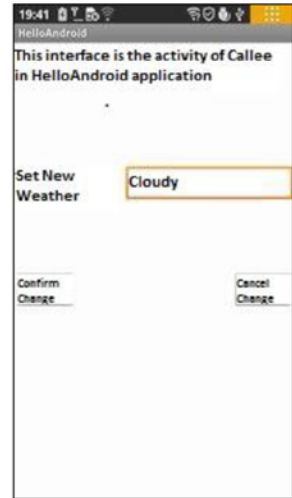 19:41
HelloAndroid
This interface is the activity of Callee
in HelloAndroid application
Set New
Weather
Cloudy
Confirm
Change
Cancel
Change